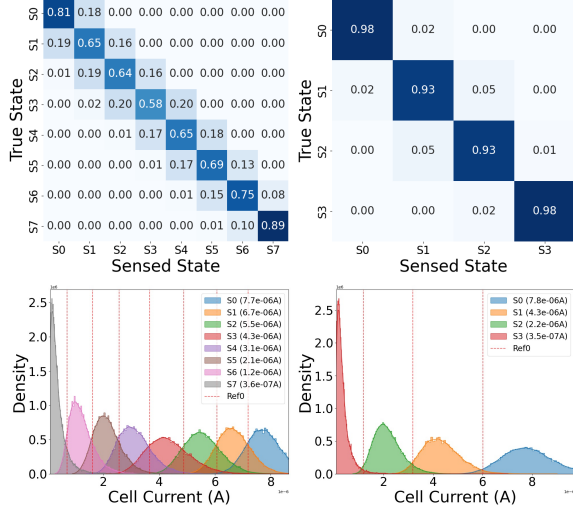 S0 0.81 0.18 0.00 0.00 0.00 0.00 0.00 0.00
S1 0.19 0.65 0.16 0.00 0.00 0.00 0.00 0.00
S2 0.01 0.19 0.64 0.16 0.00 0.00 0.00 0.00
S3 0.00 0.02 0.20 0.58 0.20 0.00 0.00 0.00
S4 0.00 0.00 0.01 0.17 0.65 0.18 0.00 0.00
S5 0.00 0.00 0.00 0.01 0.17 0.69 0.13 0.00
S6 0.00 0.00 0.00 0.00 0.01 0.15 0.75 0.08
S7 0.00 0.00 0.00 0.00 0.00 0.01 0.10 0.89
S0 S1 S2 S3 S4 S5 S6 S7
True State
Sensed State
S0 0.98 0.02 0.00 0.00
S1 0.02 0.93 0.05 0.00
S2 0.00 0.05 0.93 0.01
S3 0.00 0.00 0.02 0.98
S0 S1 S2 S3
True State
Sensed State
1e6
2.5
2.0
1.5
1.0
0.5
0.0
Density
S0 (7.7e-06A)
S1 (6.7e-06A)
S2 (5.5e-06A)
S3 (4.3e-06A)
S4 (3.1e-06A)
S5 (2.1e-06A)
S6 (1.2e-06A)
S7 (3.6e-07A)
Ref0
2 4 6 8
1e-6
Cell Current (A)
1e6
2.5
2.0
1.5
1.0
0.5
0.0
Density
S0 (7.8e-06A)
S1 (4.3e-06A)
S2 (2.2e-06A)
S3 (3.5e-07A)
Ref0
2 4 6 8
1e-6
Cell Current (A)